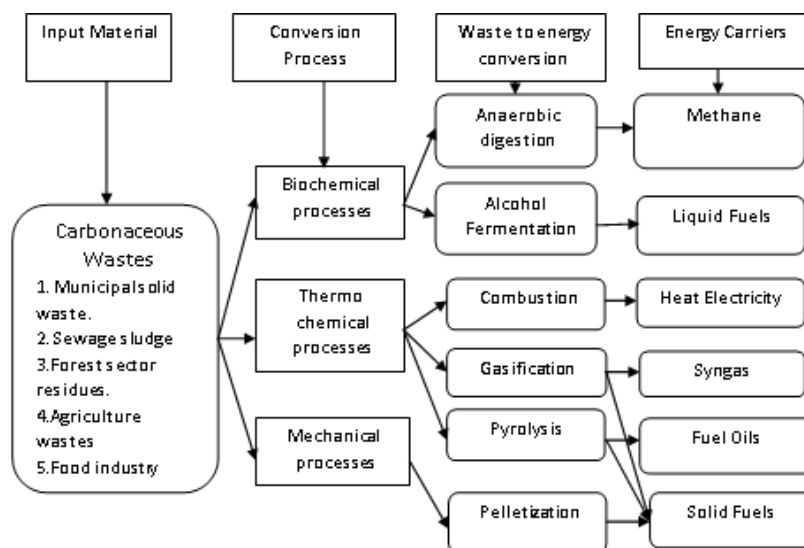 Input Material
Conversion
Process
Waste to energy
conversion
Energy Carriers
Anaerobic
digestion
Methane
Biochemical
processes
Alcohol
Fermentation
Liquid Fuels
Carbonaceous
Wastes
1. Municipal solid
waste.
2. Sewage sludge
3.Forest sector
residues.
4.Agriculture
wastes
5.Food industry
Thermo
chemical
processes
Combustion
Heat Electricity
Gasification
Syngas
Pyrolysis
Fuel Oils
Mechanical
processes
Pelletization
Solid Fuels